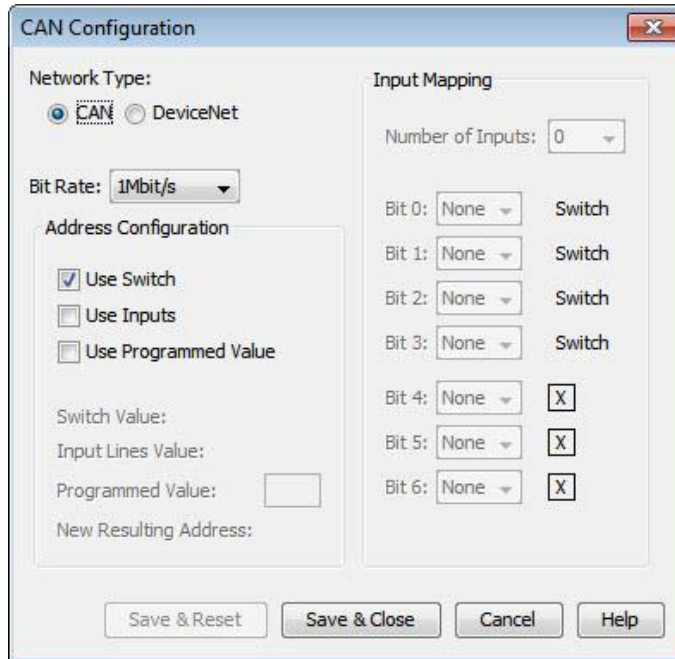 CAN Configuration
Network Type:
CAN DeviceNet
Bit Rate: 1Mbit/s
Address Configuration
Use Switch
Use Inputs
Use Programmed Value
Switch Value:
Input Lines Value:
Programmed Value:
New Resulting Address:
Input Mapping
Number of Inputs: 0
Bit 0: None Switch
Bit 1: None Switch
Bit 2: None Switch
Bit 3: None Switch
Bit 4: None X
Bit 5: None X
Bit 6: None X
Save & Reset Save & Close Cancel Help